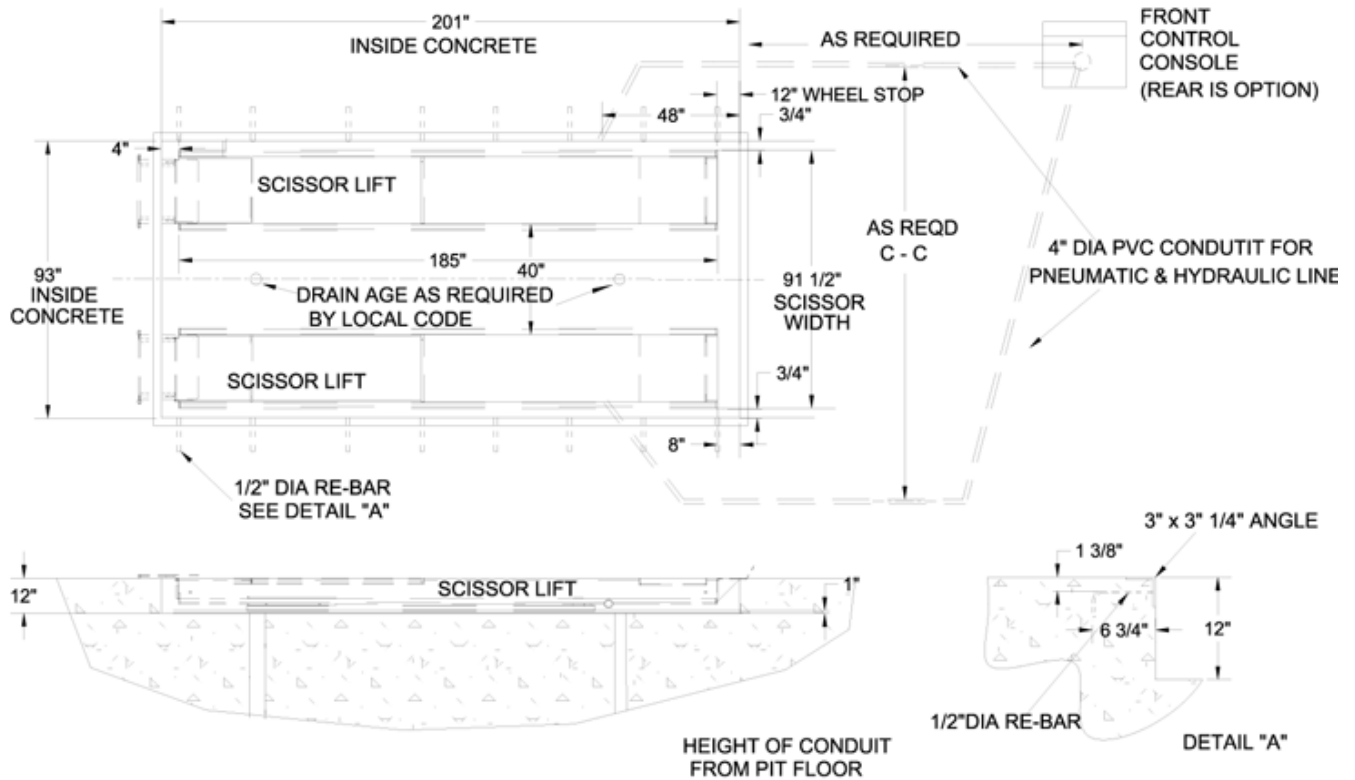 201"
INSIDE CONCRETE
AS REQUIRED
FRONT
CONTROL
CONSOLE
(REAR IS OPTION)
12" WHEEL STOP
48"
3/4"
4"
SCISSOR LIFT
AS REQD
C - C
4" DIA PVC CONDUTIT FOR
PNEUMATIC & HYDRAULIC LINE
185"
40"
93"
INSIDE
CONCRETE
DRAIN AGE AS REQUIRED
BY LOCAL CODE
91 1/2"
SCISSOR
WIDTH
SCISSOR LIFT
3/4"
8"
1/2" DIA RE-BAR
SEE DETAIL "A"
3" x 3" 1/4" ANGLE
1 3/8"
12"
SCISSOR LIFT
1"
6 3/4"
12"
1/2"DIA RE-BAR
DETAIL "A"
HEIGHT OF CONDUIT
FROM PIT FLOOR